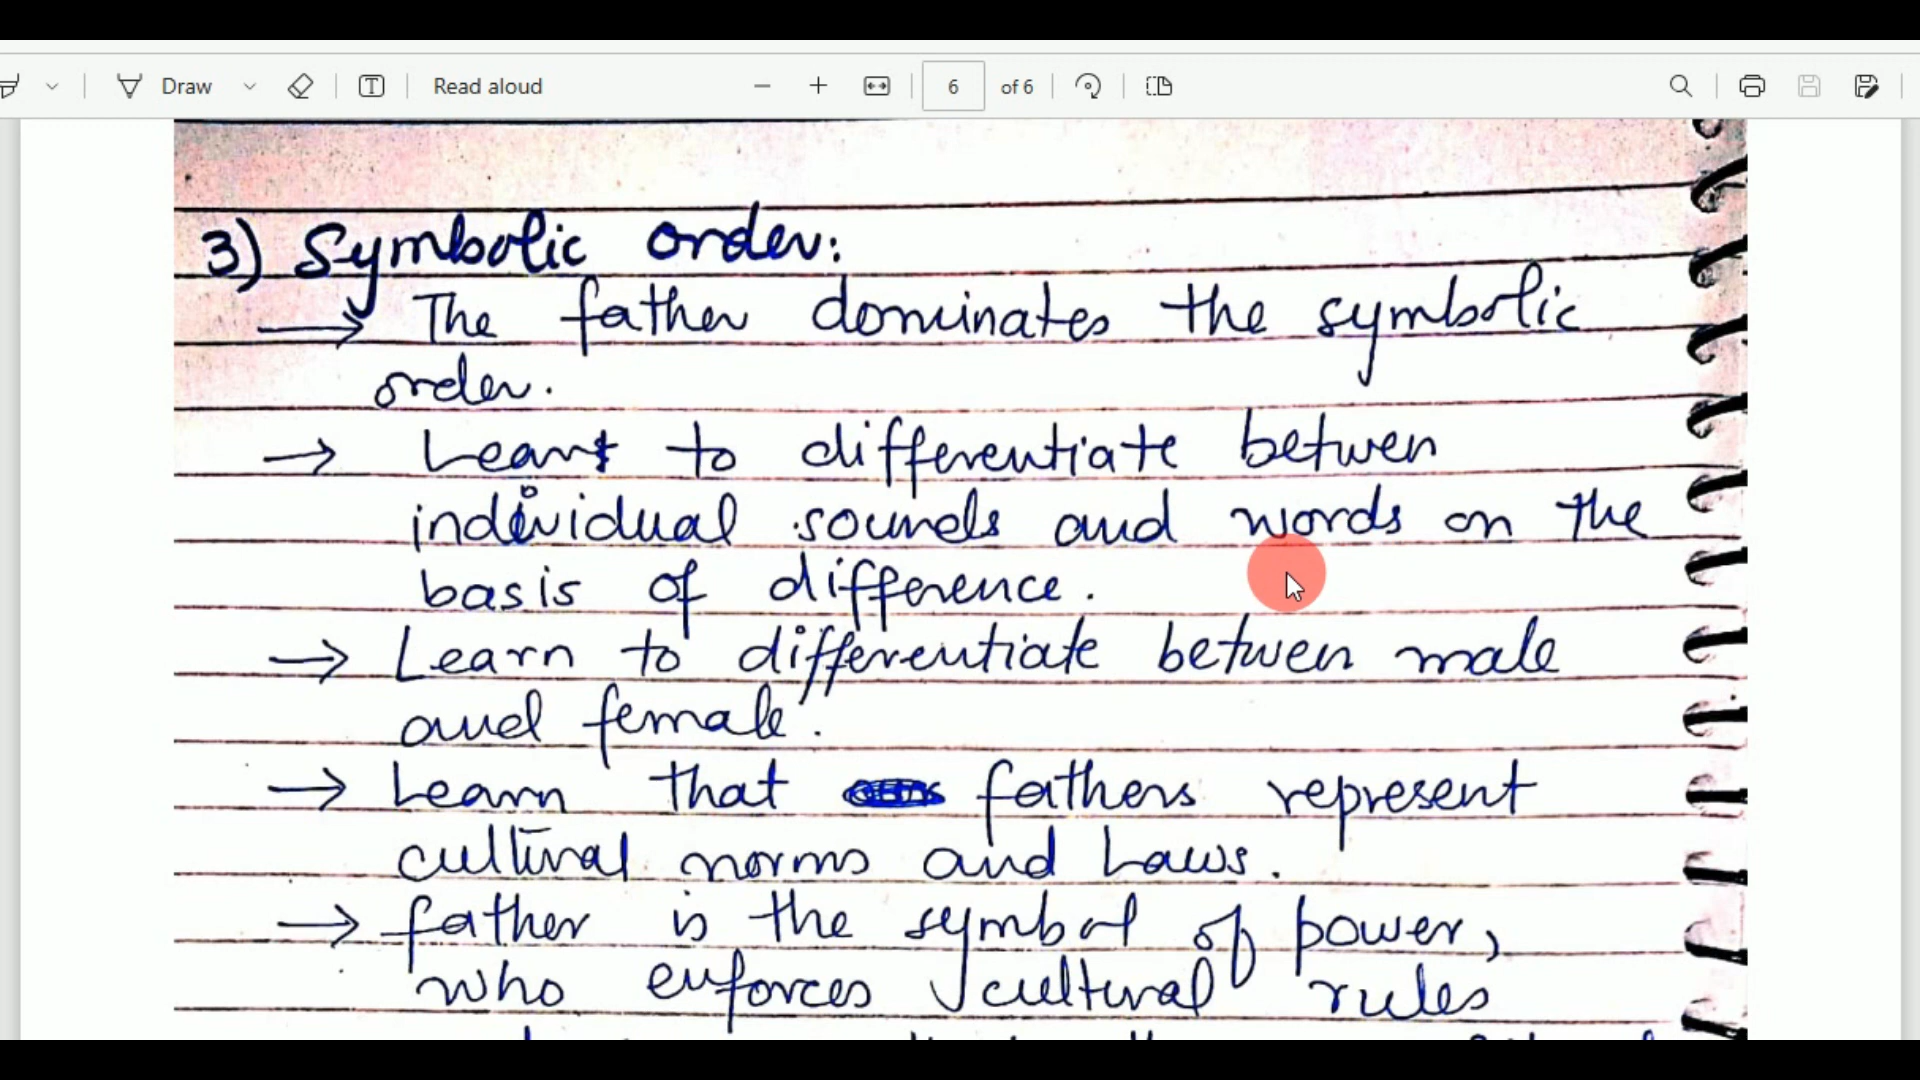 Draw
Read aloud
6
of 6
3) Symbolic order:
→ The father dominates the symbolic
order.
→ Learnt to differentiate betwen
individual sounds and words on the
basis of difference.
→ Learn to differentiate betwen male
and female.
→ Learn that fathers represent
cultural norms and Laws.
→ father is the symbol of power,
who enforces cultural rules